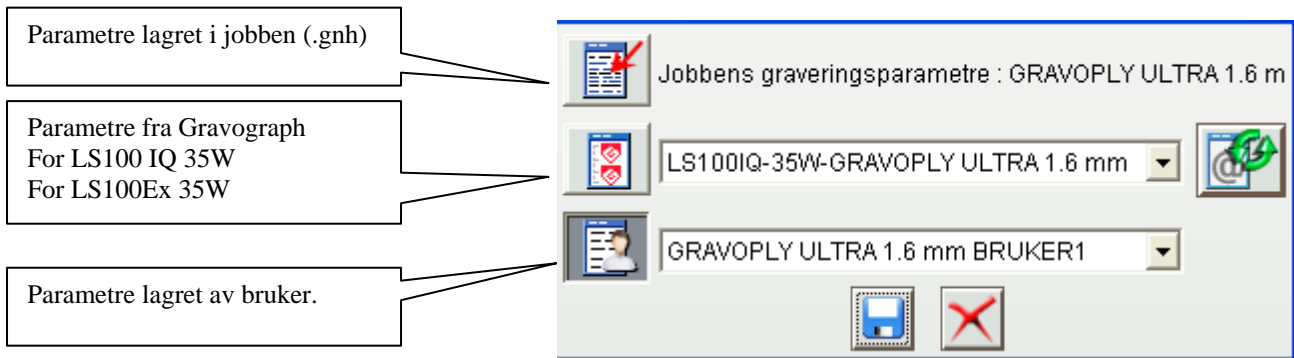 Parametre lagret i jobben (.gnh)
Jobbens graveringsparametre : GRAVOPLY ULTRA 1.6 m
Parametre fra Gravograph
For LS100 IQ 35W
For LS100Ex 35W
LS100IQ-35W-GRAVOPLY ULTRA 1.6 mm
Parametre lagret av bruker.
GRAVOPLY ULTRA 1.6 mm BRUKER1